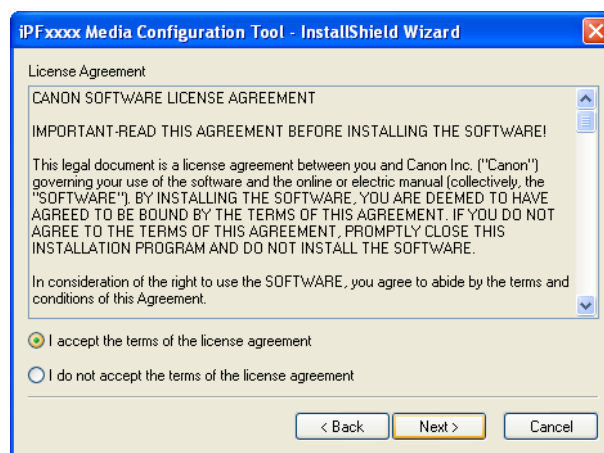 iPFxxxx Media Configuration Tool - InstallShield Wizard
License Agreement
CANON SOFTWARE LICENSE AGREEMENT
IMPORTANT-READ THIS AGREEMENT BEFORE INSTALLING THE SOFTWARE!
This legal document is a license agreement between you and Canon Inc. ("Canon")
governing your use of the software and the online or electric manual (collectively, the
"SOFTWARE"). BY INSTALLING THE SOFTWARE, YOU ARE DEEMED TO HAVE
AGREED TO BE BOUND BY THE TERMS OF THIS AGREEMENT. IF YOU DO NOT
AGREE TO THE TERMS OF THIS AGREEMENT, PROMPTLY CLOSE THIS
INSTALLATION PROGRAM AND DO NOT INSTALL THE SOFTWARE.
In consideration of the right to use the SOFTWARE, you agree to abide by the terms and
conditions of this Agreement.
I accept the terms of the license agreement
I do not accept the terms of the license agreement
< Back
Next >
Cancel